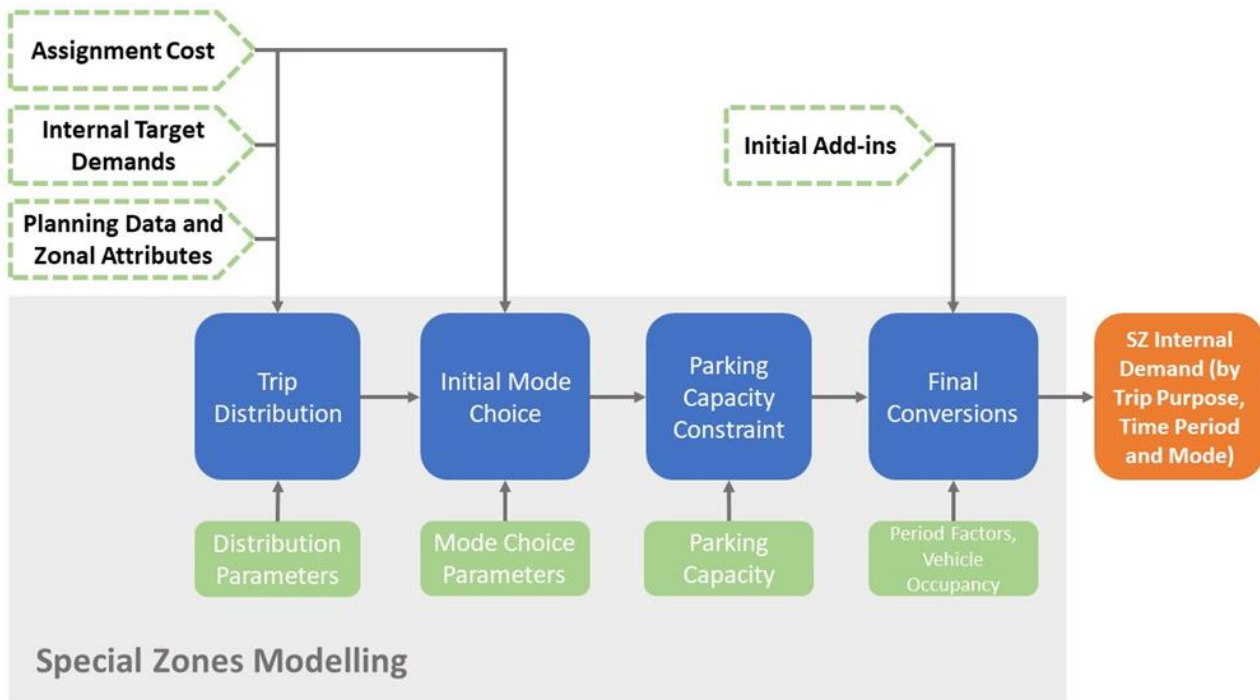 Assignment Cost
Internal Target
Demands
Planning Data and
Zonal Attributes
Initial Add-ins
Trip
Distribution
Initial Mode
Choice
Parking
Capacity
Constraint
Final
Conversions
SZ Internal
Demand (by
Trip Purpose,
Time Period
and Mode)
Distribution
Parameters
Mode Choice
Parameters
Parking
Capacity
Period Factors,
Vehicle
Occupancy
Special Zones Modelling